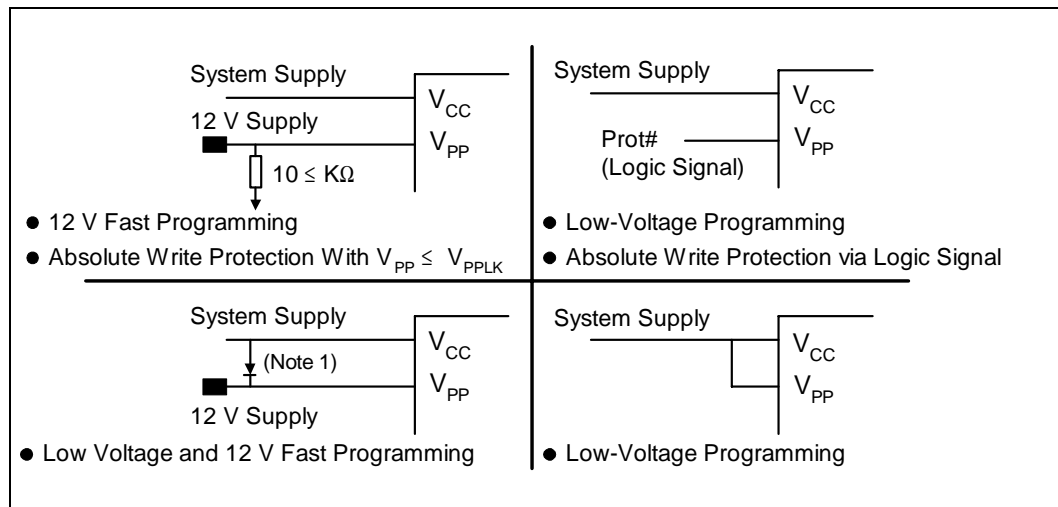 System Supply
V_CC
12 V Supply
V_PP
10 ≤ KΩ
● 12 V Fast Programming
● Absolute Write Protection With V_PP ≤ V_PPLK
System Supply
V_CC
Prot#
V_PP
(Logic Signal)
● Low-Voltage Programming
● Absolute Write Protection via Logic Signal
System Supply
V_CC
(Note 1)
V_PP
12 V Supply
● Low Voltage and 12 V Fast Programming
System Supply
V_CC
V_PP
● Low-Voltage Programming